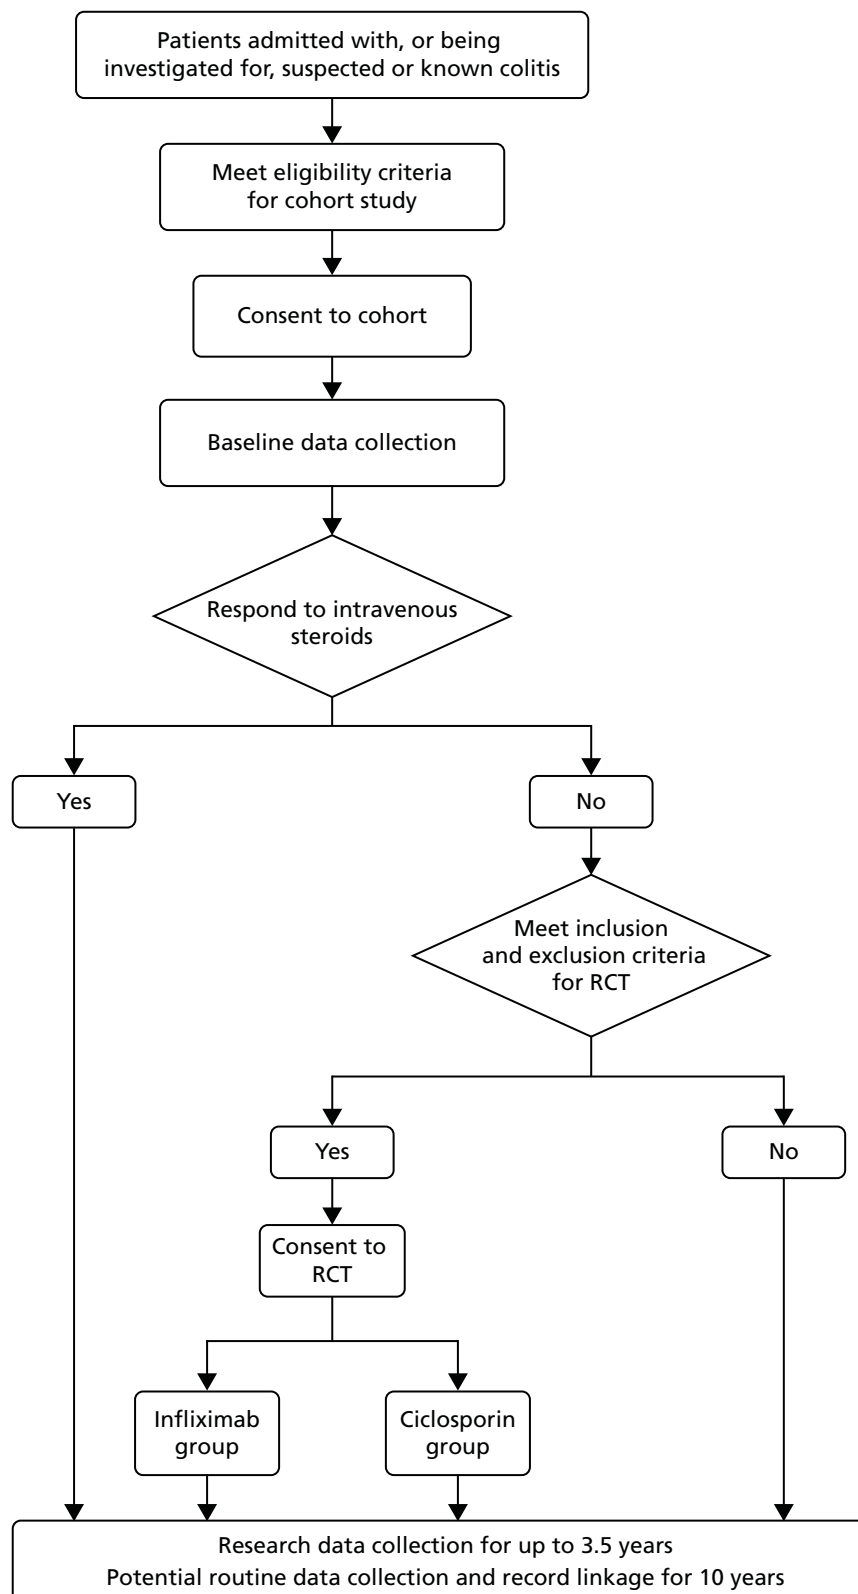 Patients admitted with, or being
investigated for, suspected or known colitis
Meet eligibility criteria
for cohort study
Consent to cohort
Baseline data collection
Respond to intravenous
steroids
Yes
No
Meet inclusion
and exclusion criteria
for RCT
Yes
No
Consent to
RCT
Infliximab
group
Ciclosporin
group
Research data collection for up to 3.5 years
Potential routine data collection and record linkage for 10 years